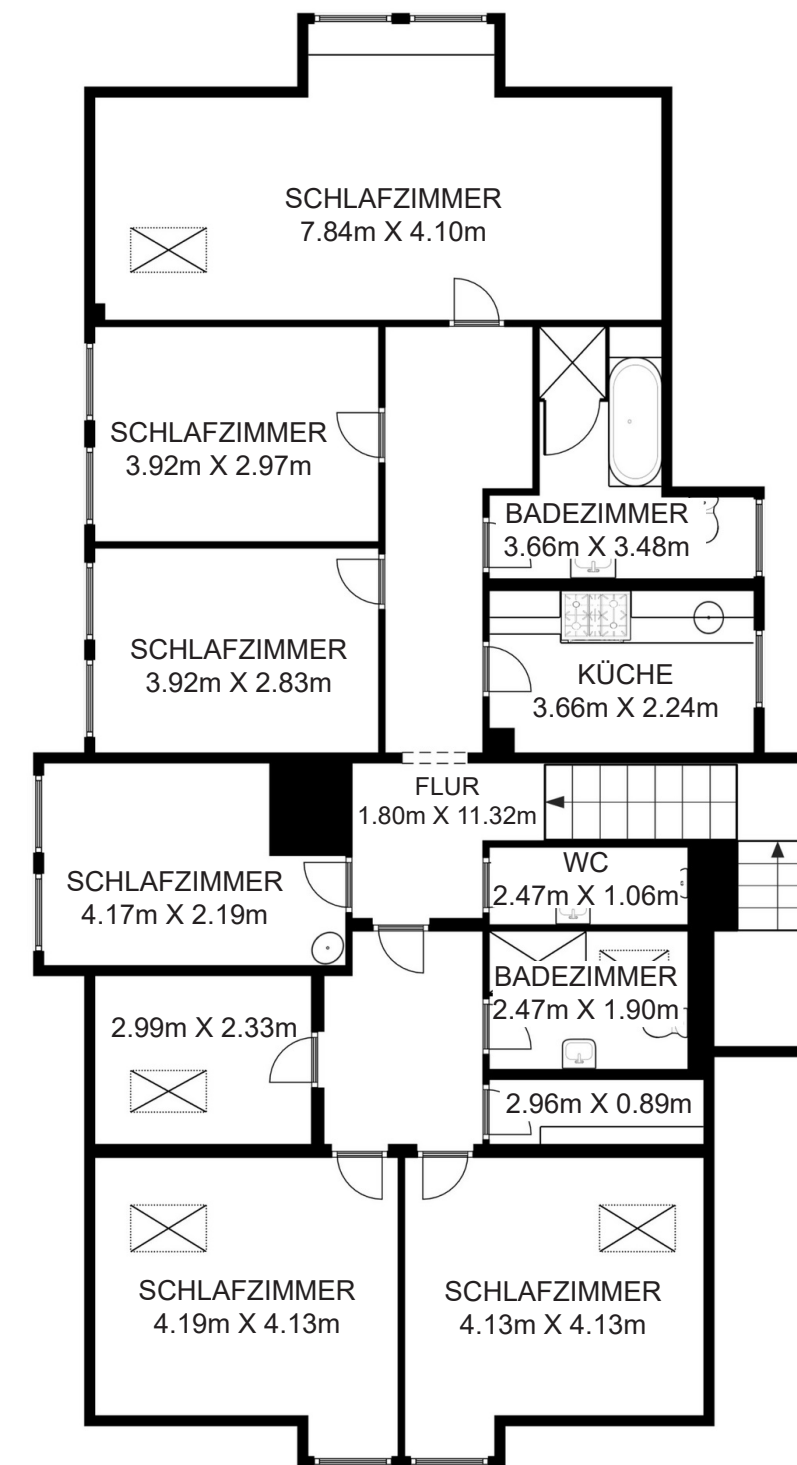 SCHLAFZIMMER
7.84m X 4.10m
SCHLAFZIMMER
3.92m X 2.97m
BADEZIMMER
3.66m X 3.48m
SCHLAFZIMMER
3.92m X 2.83m
KÜCHE
3.66m X 2.24m
FLUR
1.80m X 11.32m
SCHLAFZIMMER
4.17m X 2.19m
WC
2.47m X 1.06m
BADEZIMMER
2.47m X 1.90m
2.99m X 2.33m
2.96m X 0.89m
SCHLAFZIMMER
4.19m X 4.13m
SCHLAFZIMMER
4.13m X 4.13m